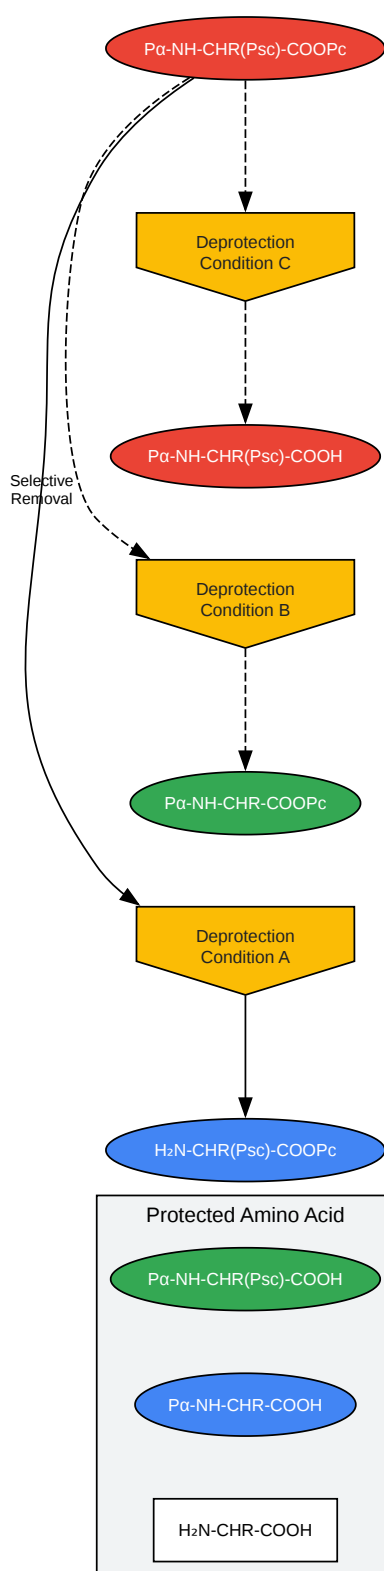 Pα-NH-CHR(Psc)-COOPc
Deprotection
Condition C
Pα-NH-CHR(Psc)-COOH
Selective
Removal
Deprotection
Condition B
Pα-NH-CHR-COOPc
Deprotection
Condition A
H₂N-CHR(Psc)-COOPc
Protected Amino Acid
Pα-NH-CHR(Psc)-COOH
Pα-NH-CHR-COOH
H₂N-CHR-COOH